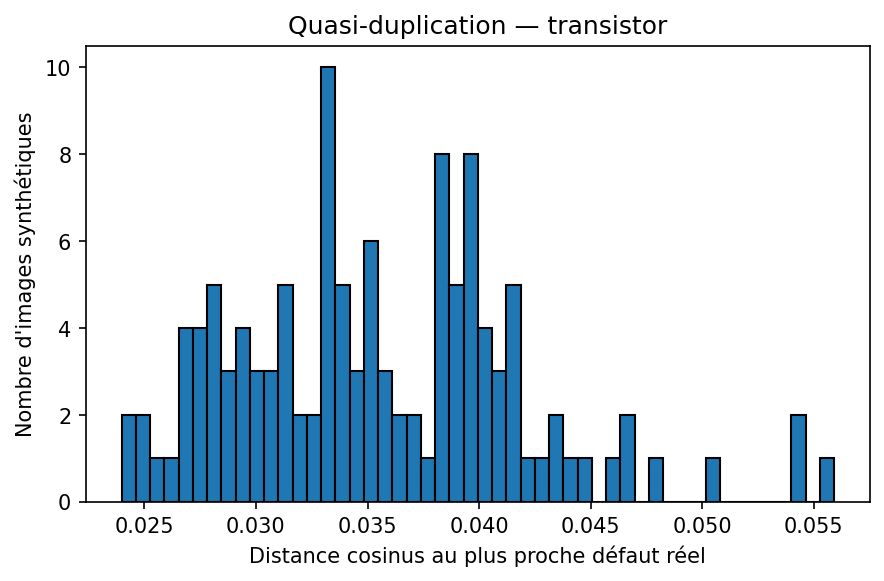 Quasi-duplication — transistor
10
8
6
4
2
0
Nombre d'images synthétiques
0.025 0.030 0.035 0.040 0.045 0.050 0.055
Distance cosinus au plus proche défaut réel